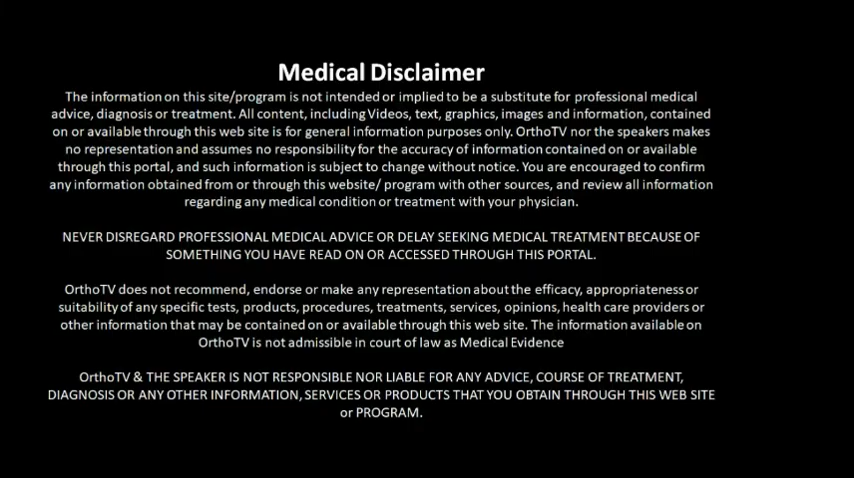 Medical Disclaimer
The information on this site/program is not intended or implied to be a substitute for professional medical
advice, diagnosis or treatment. All content, including Videos, text, graphics, images and information, contained
on or available through this web site is for general information purposes only. OrthoTV nor the speakers makes
no representation and assumes no responsibility for the accuracy of information contained on or available
through this portal, and such information is subject to change without notice. You are encouraged to confirm
any information obtained from or through this website/ program with other sources, and review all information
regarding any medical condition or treatment with your physician.
NEVER DISREGARD PROFESSIONAL MEDICAL ADVICE OR DELAY SEEKING MEDICAL TREATMENT BECAUSE OF
SOMETHING YOU HAVE READ ON OR ACCESSED THROUGH THIS PORTAL.
OrthoTV does not recommend, endorse or make any representation about the efficacy, appropriateness or
suitability of any specific tests, products, procedures, treatments, services, opinions, health care providers or
other information that may be contained on or available through this web site. The information available on
OrthoTV is not admissible in court of law as Medical Evidence
OrthoTV & THE SPEAKER IS NOT RESPONSIBLE NOR LIABLE FOR ANY ADVICE, COURSE OF TREATMENT,
DIAGNOSIS OR ANY OTHER INFORMATION, SERVICES OR PRODUCTS THAT YOU OBTAIN THROUGH THIS WEB SITE
or PROGRAM.